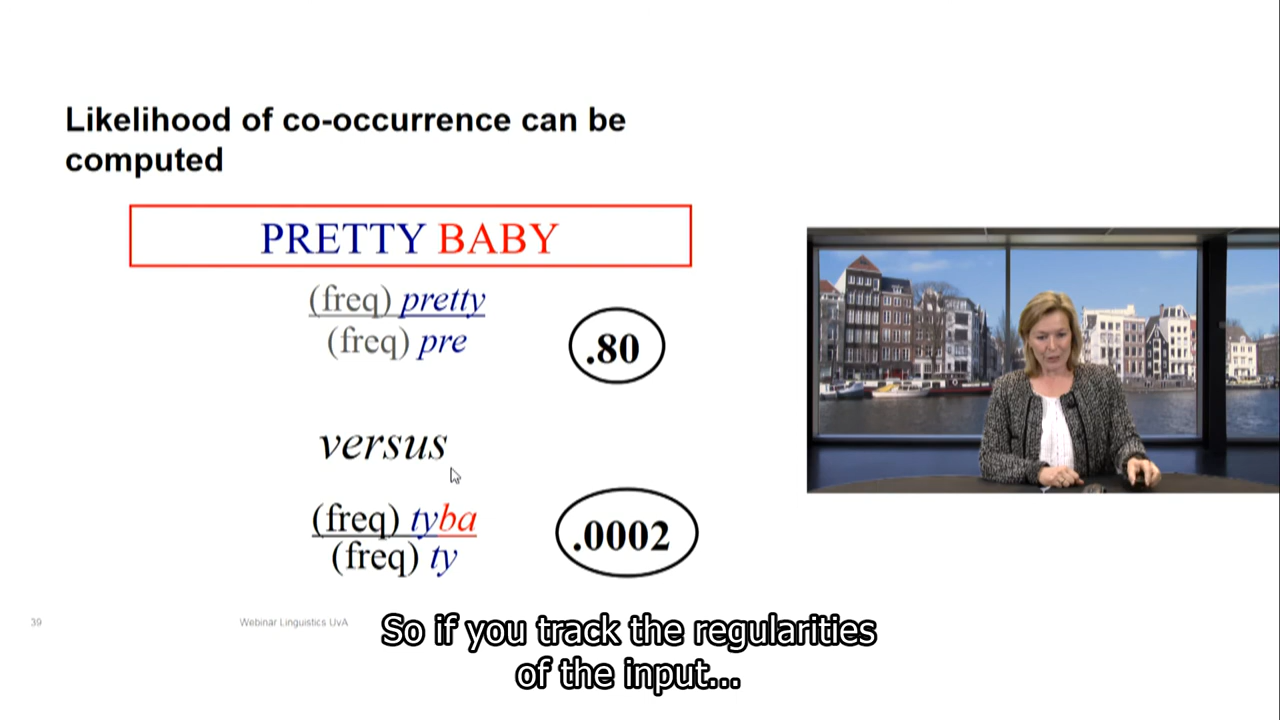 Likelihood of co-occurrence can be
computed
PRETTY BABY
(freq) pretty
(freq) pre
.80
versus
(freq) tyba
(freq) ty
.0002
39
Webinar Linguistics UvA
So if you track the regularities
of the input...